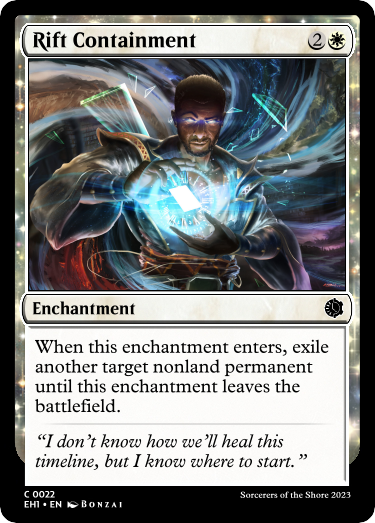 Rift Containment 2
Enchantment
When this enchantment enters, exile
another target nonland permanent
until this enchantment leaves the
battlefield.
“I don’t know how we’ll heal this
timeline, but I know where to start.”
C 0022
EH1 • EN Bonzai
Sorcerers of the Shore 2023